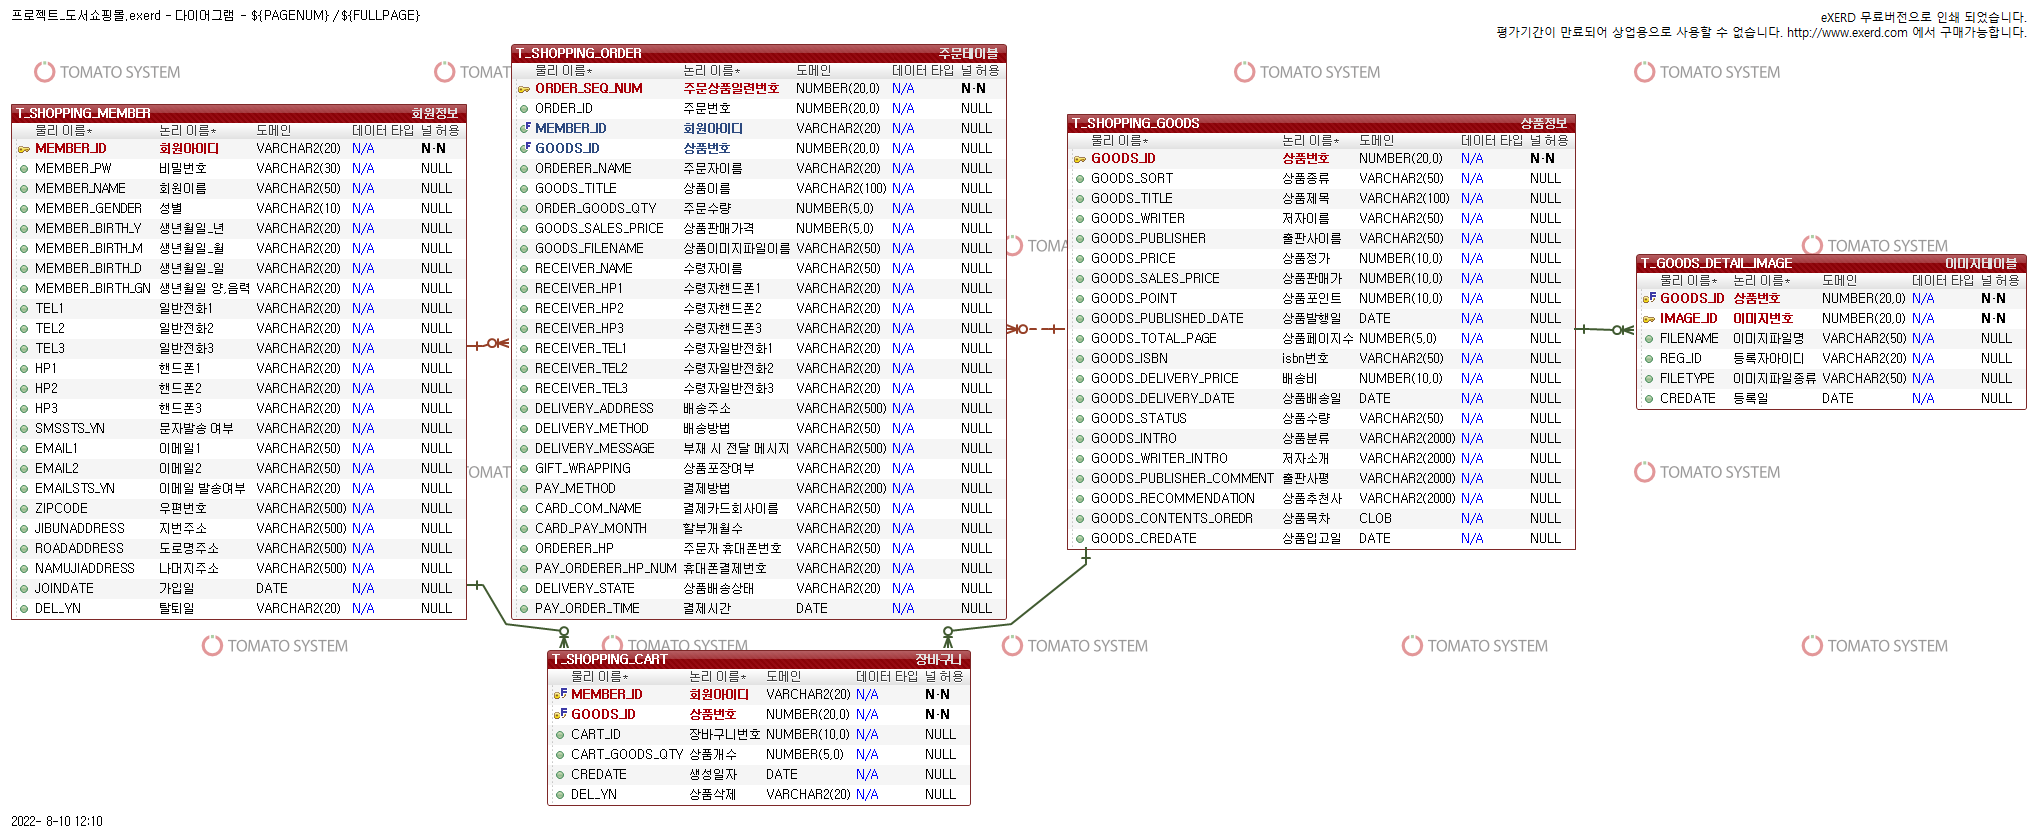 프로젝트_도서쇼핑몰.exerd - 다이어그램 - ${PAGENUM} / ${FULLPAGE}
eXERD 무료버전으로 인쇄 되었습니다.
평가기간이 만료되어 상업용으로 사용할 수 없습니다. http://www.exerd.com 에서 구매가능합니다.
TOMATO SYSTEM
TOMAT
TOMATO SYSTEM
TOMATO SYSTEM
T_SHOPPING_MEMBER 회원정보
물리 이름* 논리 이름* 도메인 데이터 타입 널 허용
MEMBER_ID 회원아이디 VARCHAR2(20) N/A N-N
MEMBER_PW 비밀번호 VARCHAR2(30) N/A NULL
MEMBER_NAME 회원이름 VARCHAR2(50) N/A NULL
MEMBER_GENDER 성별 VARCHAR2(10) N/A NULL
MEMBER_BIRTH_Y 생년월일_년 VARCHAR2(20) N/A NULL
MEMBER_BIRTH_M 생년월일_월 VARCHAR2(20) N/A NULL
MEMBER_BIRTH_D 생년월일_일 VARCHAR2(20) N/A NULL
MEMBER_BIRTH_GN 생년월일 양,음력 VARCHAR2(20) N/A NULL
TEL1 일반전화1 VARCHAR2(20) N/A NULL
TEL2 일반전화2 VARCHAR2(20) N/A NULL
TEL3 일반전화3 VARCHAR2(20) N/A NULL
HP1 핸드폰1 VARCHAR2(20) N/A NULL
HP2 핸드폰2 VARCHAR2(20) N/A NULL
HP3 핸드폰3 VARCHAR2(20) N/A NULL
SMSSTS_YN 문자발송 여부 VARCHAR2(20) N/A NULL
EMAIL1 이메일1 VARCHAR2(50) N/A NULL
EMAIL2 이메일2 VARCHAR2(50) N/A NULL
EMAILSTS_YN 이메일 발송여부 VARCHAR2(20) N/A NULL
ZIPCODE 우편번호 VARCHAR2(500) N/A NULL
JIBUNADDRESS 지번주소 VARCHAR2(500) N/A NULL
ROADADDRESS 도로명주소 VARCHAR2(500) N/A NULL
NAMUJIADDRESS 나머지주소 VARCHAR2(500) N/A NULL
JOINDATE 가입일 DATE N/A NULL
DEL_YN 탈퇴일 VARCHAR2(20) N/A NULL
T_SHOPPING_ORDER 주문테이블
물리 이름* 논리 이름* 도메인 데이터 타입 널 허용
ORDER_SEQ_NUM 주문상품일련번호 NUMBER(20,0) N/A N-N
ORDER_ID 주문번호 NUMBER(20,0) N/A NULL
MEMBER_ID 회원아이디 VARCHAR2(20) N/A NULL
GOODS_ID 상품번호 NUMBER(20,0) N/A NULL
ORDERER_NAME 주문자이름 VARCHAR2(20) N/A NULL
GOODS_TITLE 상품이름 VARCHAR2(100) N/A NULL
ORDER_GOODS_QTY 주문수량 NUMBER(5,0) N/A NULL
GOODS_SALES_PRICE 상품판매가격 NUMBER(5,0) N/A NULL
GOODS_FILENAME 상품이미지파일이름 VARCHAR2(50) N/A NULL
RECEIVER_NAME 수령자이름 VARCHAR2(50) N/A NULL
RECEIVER_HP1 수령자핸드폰1 VARCHAR2(20) N/A NULL
RECEIVER_HP2 수령자핸드폰2 VARCHAR2(20) N/A NULL
RECEIVER_HP3 수령자핸드폰3 VARCHAR2(20) N/A NULL
RECEIVER_TEL1 수령자일반전화1 VARCHAR2(20) N/A NULL
RECEIVER_TEL2 수령자일반전화2 VARCHAR2(20) N/A NULL
RECEIVER_TEL3 수령자일반전화3 VARCHAR2(20) N/A NULL
DELIVERY_ADDRESS 배송주소 VARCHAR2(500) N/A NULL
DELIVERY_METHOD 배송방법 VARCHAR2(50) N/A NULL
DELIVERY_MESSAGE 부재 시 전달 메시지 VARCHAR2(500) N/A NULL
GIFT_WRAPPING 상품포장여부 VARCHAR2(20) N/A NULL
PAY_METHOD 결제방법 VARCHAR2(200) N/A NULL
CARD_COM_NAME 결제카드회사이름 VARCHAR2(50) N/A NULL
CARD_PAY_MONTH 할부개월수 VARCHAR2(20) N/A NULL
ORDERER_HP 주문자 휴대폰번호 VARCHAR2(50) N/A NULL
PAY_ORDERER_HP_NUM 휴대폰결제번호 VARCHAR2(20) N/A NULL
DELIVERY_STATE 상품배송상태 VARCHAR2(20) N/A NULL
PAY_ORDER_TIME 결제시간 DATE N/A NULL
T_SHOPPING_GOODS 상품정보
물리 이름* 논리 이름* 도메인 데이터 타입 널 허용
GOODS_ID 상품번호 NUMBER(20,0) N/A N-N
GOODS_SORT 상품종류 VARCHAR2(50) N/A NULL
GOODS_TITLE 상품제목 VARCHAR2(100) N/A NULL
GOODS_WRITER 저자이름 VARCHAR2(50) N/A NULL
GOODS_PUBLISHER 출판사이름 VARCHAR2(50) N/A NULL
GOODS_PRICE 상품정가 NUMBER(10,0) N/A NULL
GOODS_SALES_PRICE 상품판매가 NUMBER(10,0) N/A NULL
GOODS_POINT 상품포인트 NUMBER(10,0) N/A NULL
GOODS_PUBLISHED_DATE 상품발행일 DATE N/A NULL
GOODS_TOTAL_PAGE 상품페이지수 NUMBER(5,0) N/A NULL
GOODS_ISBN isbn번호 VARCHAR2(50) N/A NULL
GOODS_DELIVERY_PRICE 배송비 NUMBER(10,0) N/A NULL
GOODS_DELIVERY_DATE 상품배송일 DATE N/A NULL
GOODS_STATUS 상품수량 VARCHAR2(50) N/A NULL
GOODS_INTRO 상품분류 VARCHAR2(2000) N/A NULL
GOODS_WRITER_INTRO 저자소개 VARCHAR2(2000) N/A NULL
GOODS_PUBLISHER_COMMENT 출판사평 VARCHAR2(2000) N/A NULL
GOODS_RECOMMENDATION 상품추천사 VARCHAR2(2000) N/A NULL
GOODS_CONTENTS_OREDR 상품목차 CLOB N/A NULL
GOODS_CREDATE 상품입고일 DATE N/A NULL
TOM
TOMATO SYSTEM
T_GOODS_DETAIL_IMAGE 이미지테이블
물리 이름* 논리 이름* 도메인 데이터 타입 널 허용
GOODS_ID 상품번호 NUMBER(20,0) N/A N-N
IMAGE_ID 이미지번호 NUMBER(20,0) N/A N-N
FILENAME 이미지파일명 VARCHAR2(50) N/A NULL
REG_ID 등록자아이디 VARCHAR2(20) N/A NULL
FILETYPE 이미지파일종류 VARCHAR2(50) N/A NULL
CREDATE 등록일 DATE N/A NULL
TOMAT
TOMATO SYSTEM
TOMATO SYSTEM
TOMATO SYSTEM
TOMATO SYSTEM
TOMATO SYSTEM
TOMATO SYSTEM
T_SHOPPING_CART 장바구니
물리 이름* 논리 이름* 도메인 데이터 타입 널 허용
MEMBER_ID 회원아이디 VARCHAR2(20) N/A N-N
GOODS_ID 상품번호 NUMBER(20,0) N/A N-N
CART_ID 장바구니번호 NUMBER(10,0) N/A NULL
CART_GOODS_QTY 상품개수 NUMBER(5,0) N/A NULL
CREDATE 생성일자 DATE N/A NULL
DEL_YN 상품삭제 VARCHAR2(20) N/A NULL
2022- 8-10 12:10